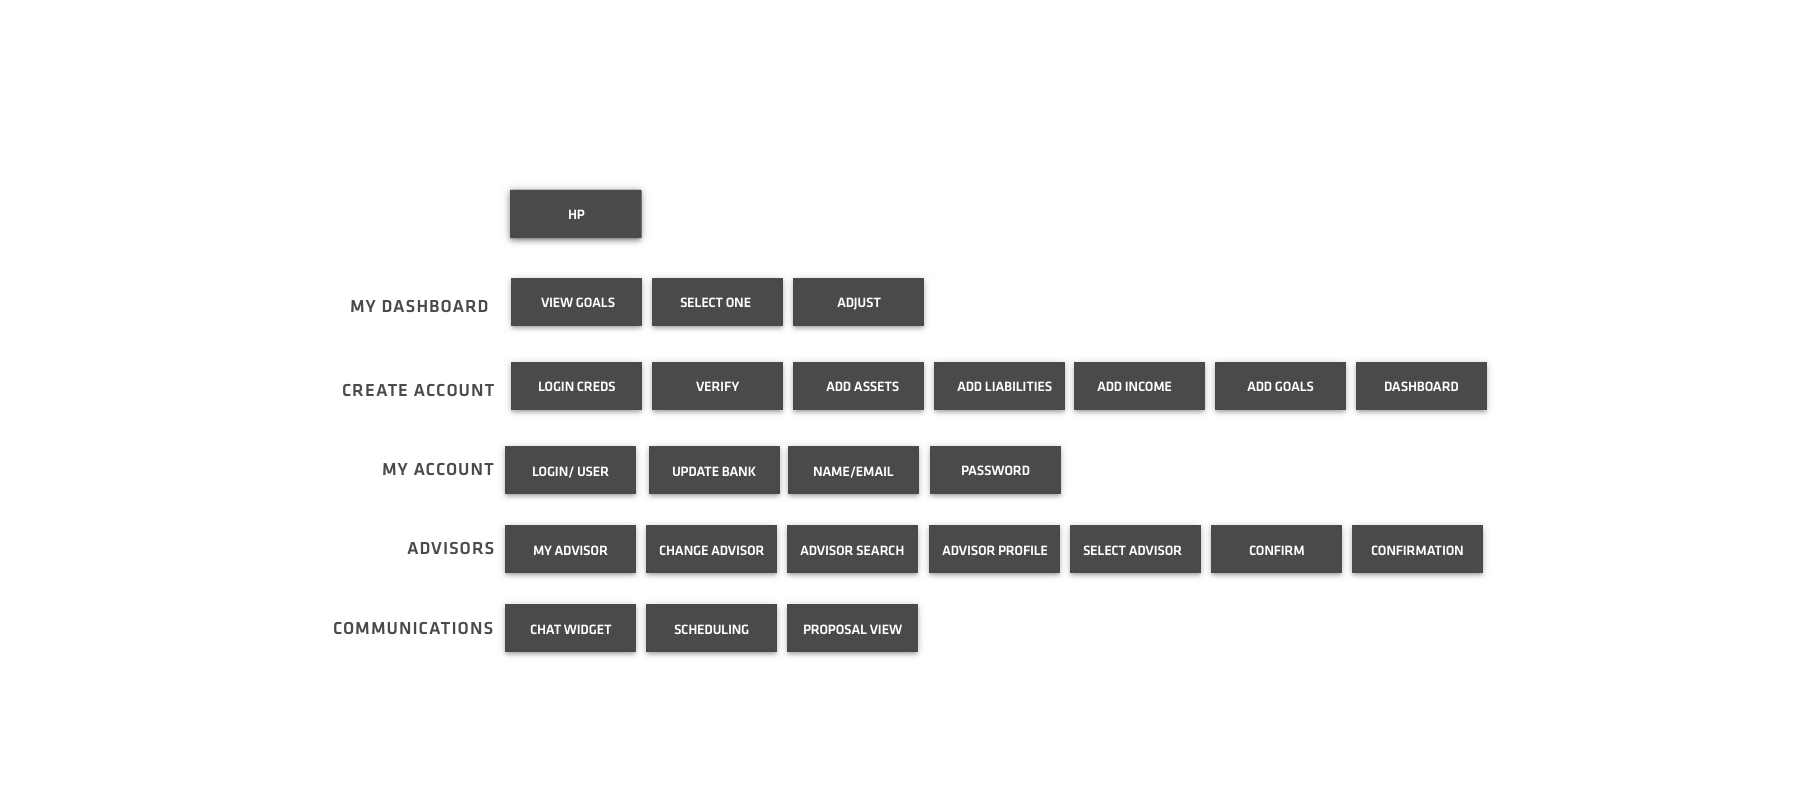 HP
MY DASHBOARD VIEW GOALS SELECT ONE ADJUST
CREATE ACCOUNT LOGIN CREDS VERIFY ADD ASSETS ADD LIABILITIES ADD INCOME ADD GOALS DASHBOARD
MY ACCOUNT LOGIN/ USER UPDATE BANK NAME/EMAIL PASSWORD
ADVISORS MY ADVISOR CHANGE ADVISOR ADVISOR SEARCH ADVISOR PROFILE SELECT ADVISOR CONFIRM CONFIRMATION
COMMUNICATIONS CHAT WIDGET SCHEDULING PROPOSAL VIEW